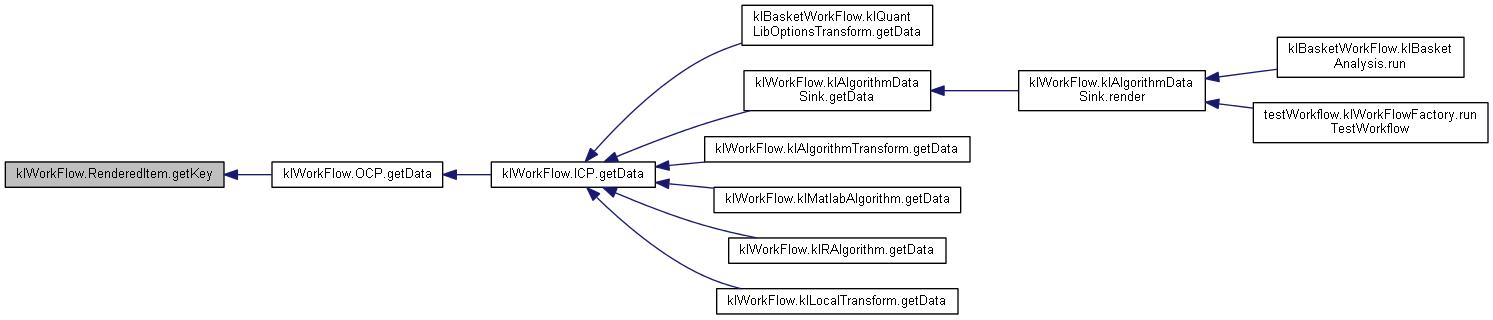 klWorkFlow.RenderedItem.getKey
klWorkFlow.OCP.getData
klWorkFlow.ICP.getData
klBasketWorkFlow.klQuant
LibOptionsTransform.getData
klWorkFlow.klAlgorithmData
Sink.getData
klWorkFlow.klAlgorithmTransform.getData
klWorkFlow.klMatlabAlgorithm.getData
klWorkFlow.klRAlgorithm.getData
klWorkFlow.klLocalTransform.getData
klWorkFlow.klAlgorithmData
Sink.render
klBasketWorkFlow.klBasket
Analysis.run
testWorkflow.klWorkFlowFactory.run
TestWorkflow